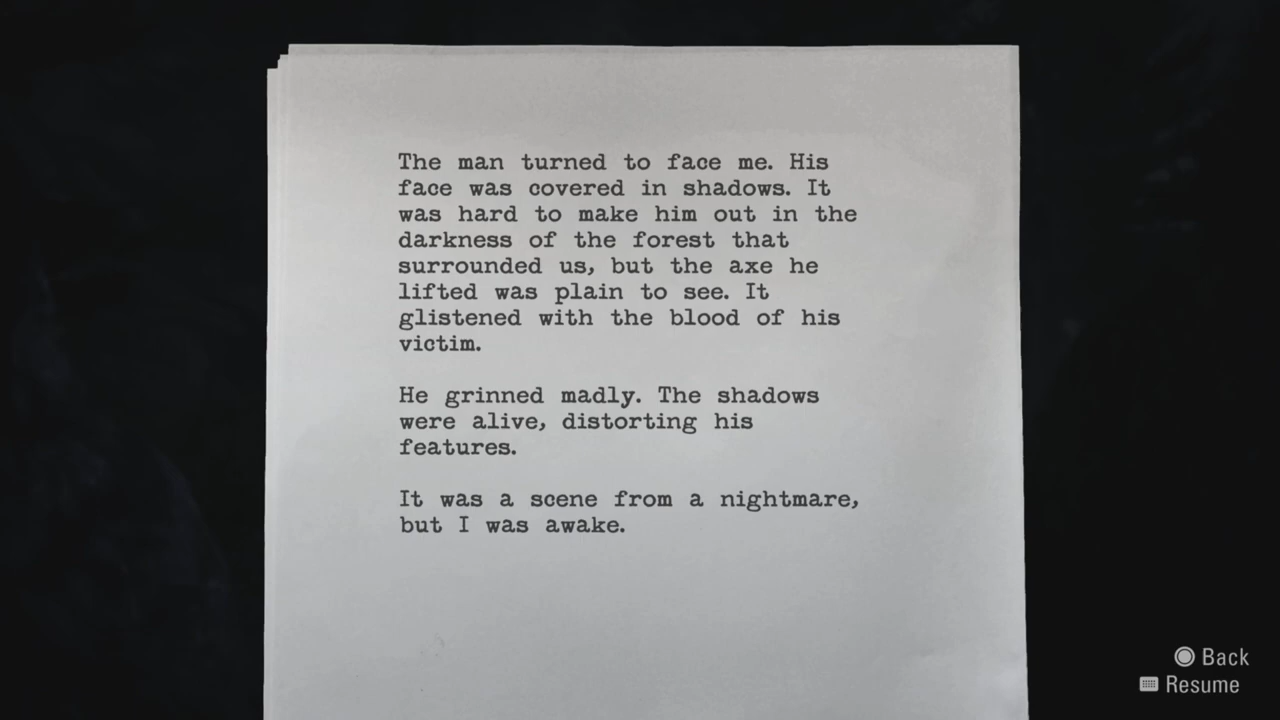 The man turned to face me. His
face was covered in shadows. It
was hard to make him out in the
darkness of the forest that
surrounded us, but the axe he
lifted was plain to see. It
glistened with the blood of his
victim.
He grinned madly. The shadows
were alive, distorting his
features.
It was a scene from a nightmare,
but I was awake.
Back
Resume